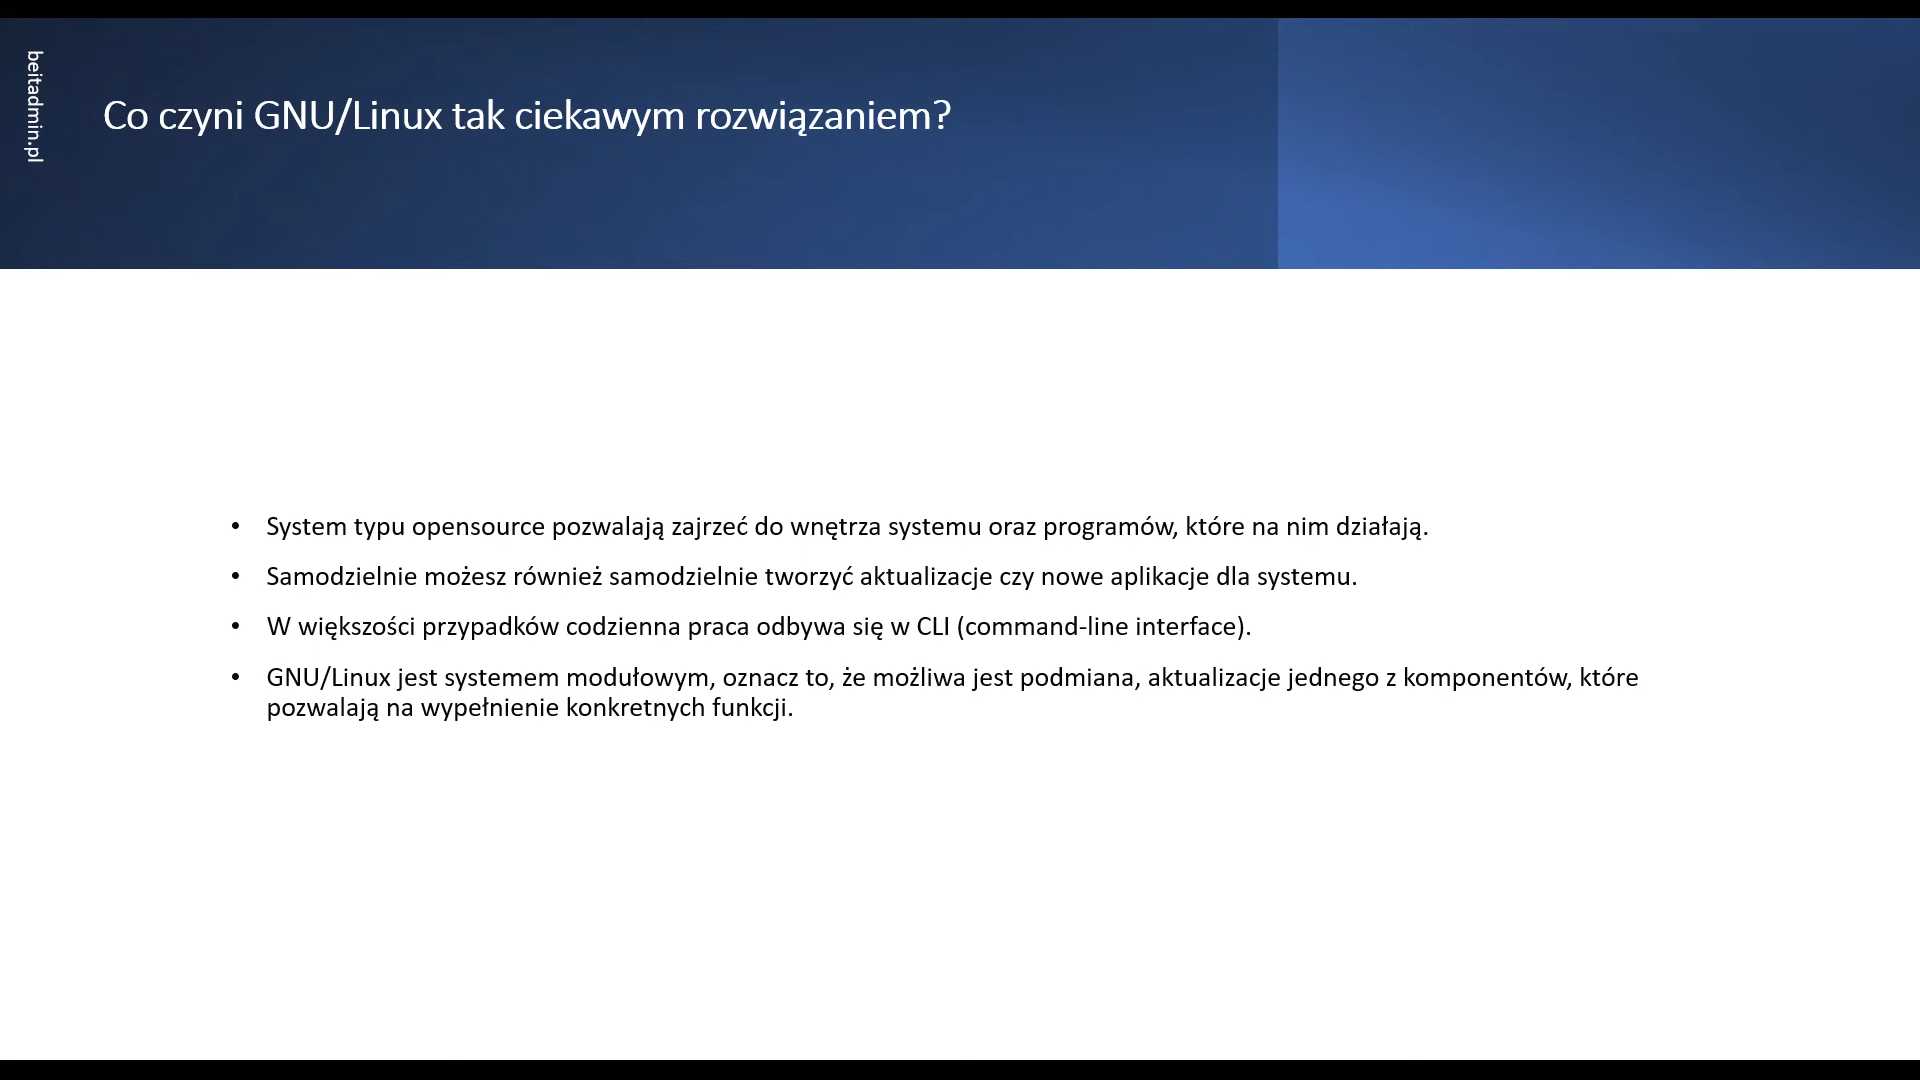 beitadmin.pl
Co czyni GNU/Linux tak ciekawym rozwiązaniem?
• System typu opensource pozwalają zajrzeć do wnętrza systemu oraz programów, które na nim działają.
• Samodzielnie możesz również samodzielnie tworzyć aktualizacje czy nowe aplikacje dla systemu.
• W większości przypadków codzienna praca odbywa się w CLI (command-line interface).
• GNU/Linux jest systemem modułowym, oznacz to, że możliwa jest podmiana, aktualizacje jednego z komponentów, które
pozwalają na wypełnienie konkretnych funkcji.